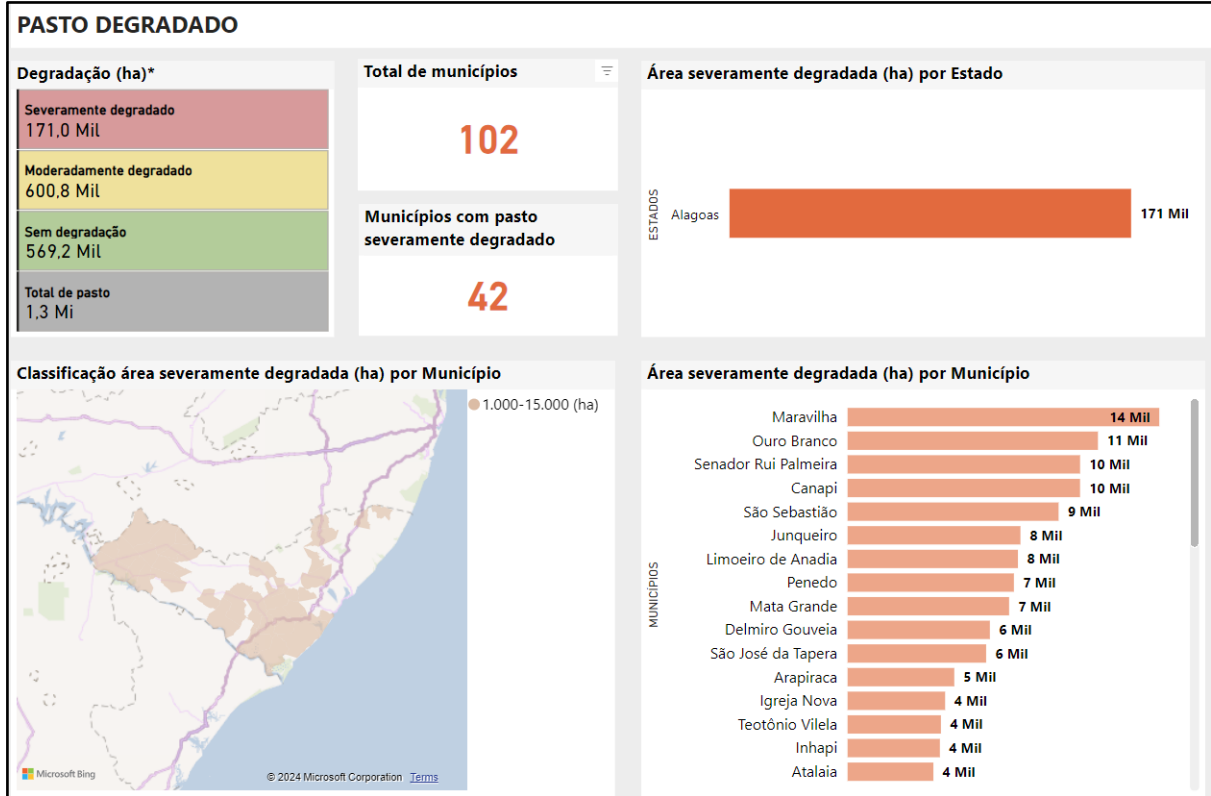 PASTO DEGRADADO
Degradação (ha)*
Severamente degradado
171,0 Mil
Moderadamente degradado
600,8 Mil
Sem degradação
569,2 Mil
Total de pasto
1,3 Mi
Total de municípios
102
Municípios com pasto
severamente degradado
42
Área severamente degradada (ha) por Estado
ESTADOS
Alagoas
171 Mil
Classificação área severamente degradada (ha) por Município
1.000-15.000 (ha)
Microsoft Bing
© 2024 Microsoft Corporation Terms
Área severamente degradada (ha) por Município
MUNICÍPIOS
Maravilha 14 Mil
Ouro Branco 11 Mil
Senador Rui Palmeira 10 Mil
Canapi 10 Mil
São Sebastião 9 Mil
Junqueiro 8 Mil
Limoeiro de Anadia 8 Mil
Penedo 7 Mil
Mata Grande 7 Mil
Delmiro Gouveia 6 Mil
São José da Tapera 6 Mil
Arapiraca 5 Mil
Igreja Nova 4 Mil
Teotônio Vilela 4 Mil
Inhapi 4 Mil
Atalaia 4 Mil